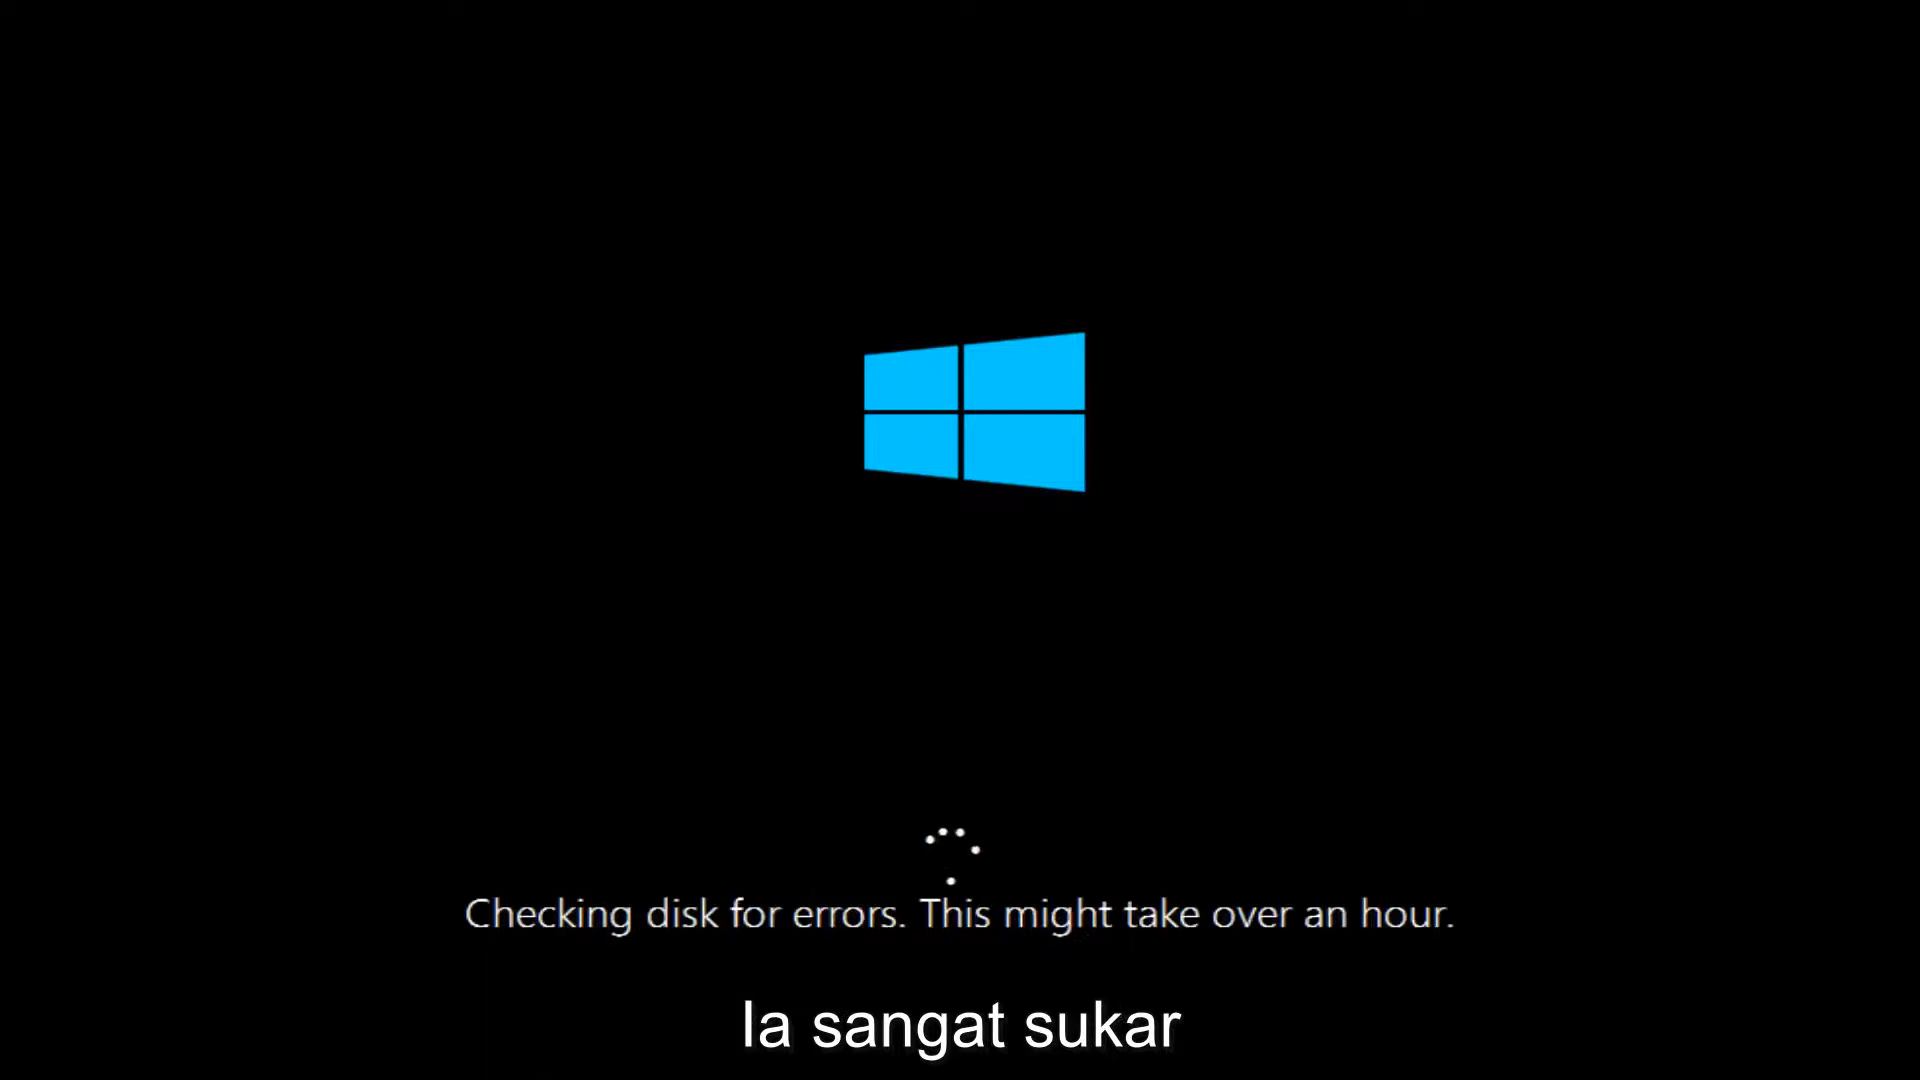 Checking disk for errors. This might take over an hour.
Ia sangat sukar